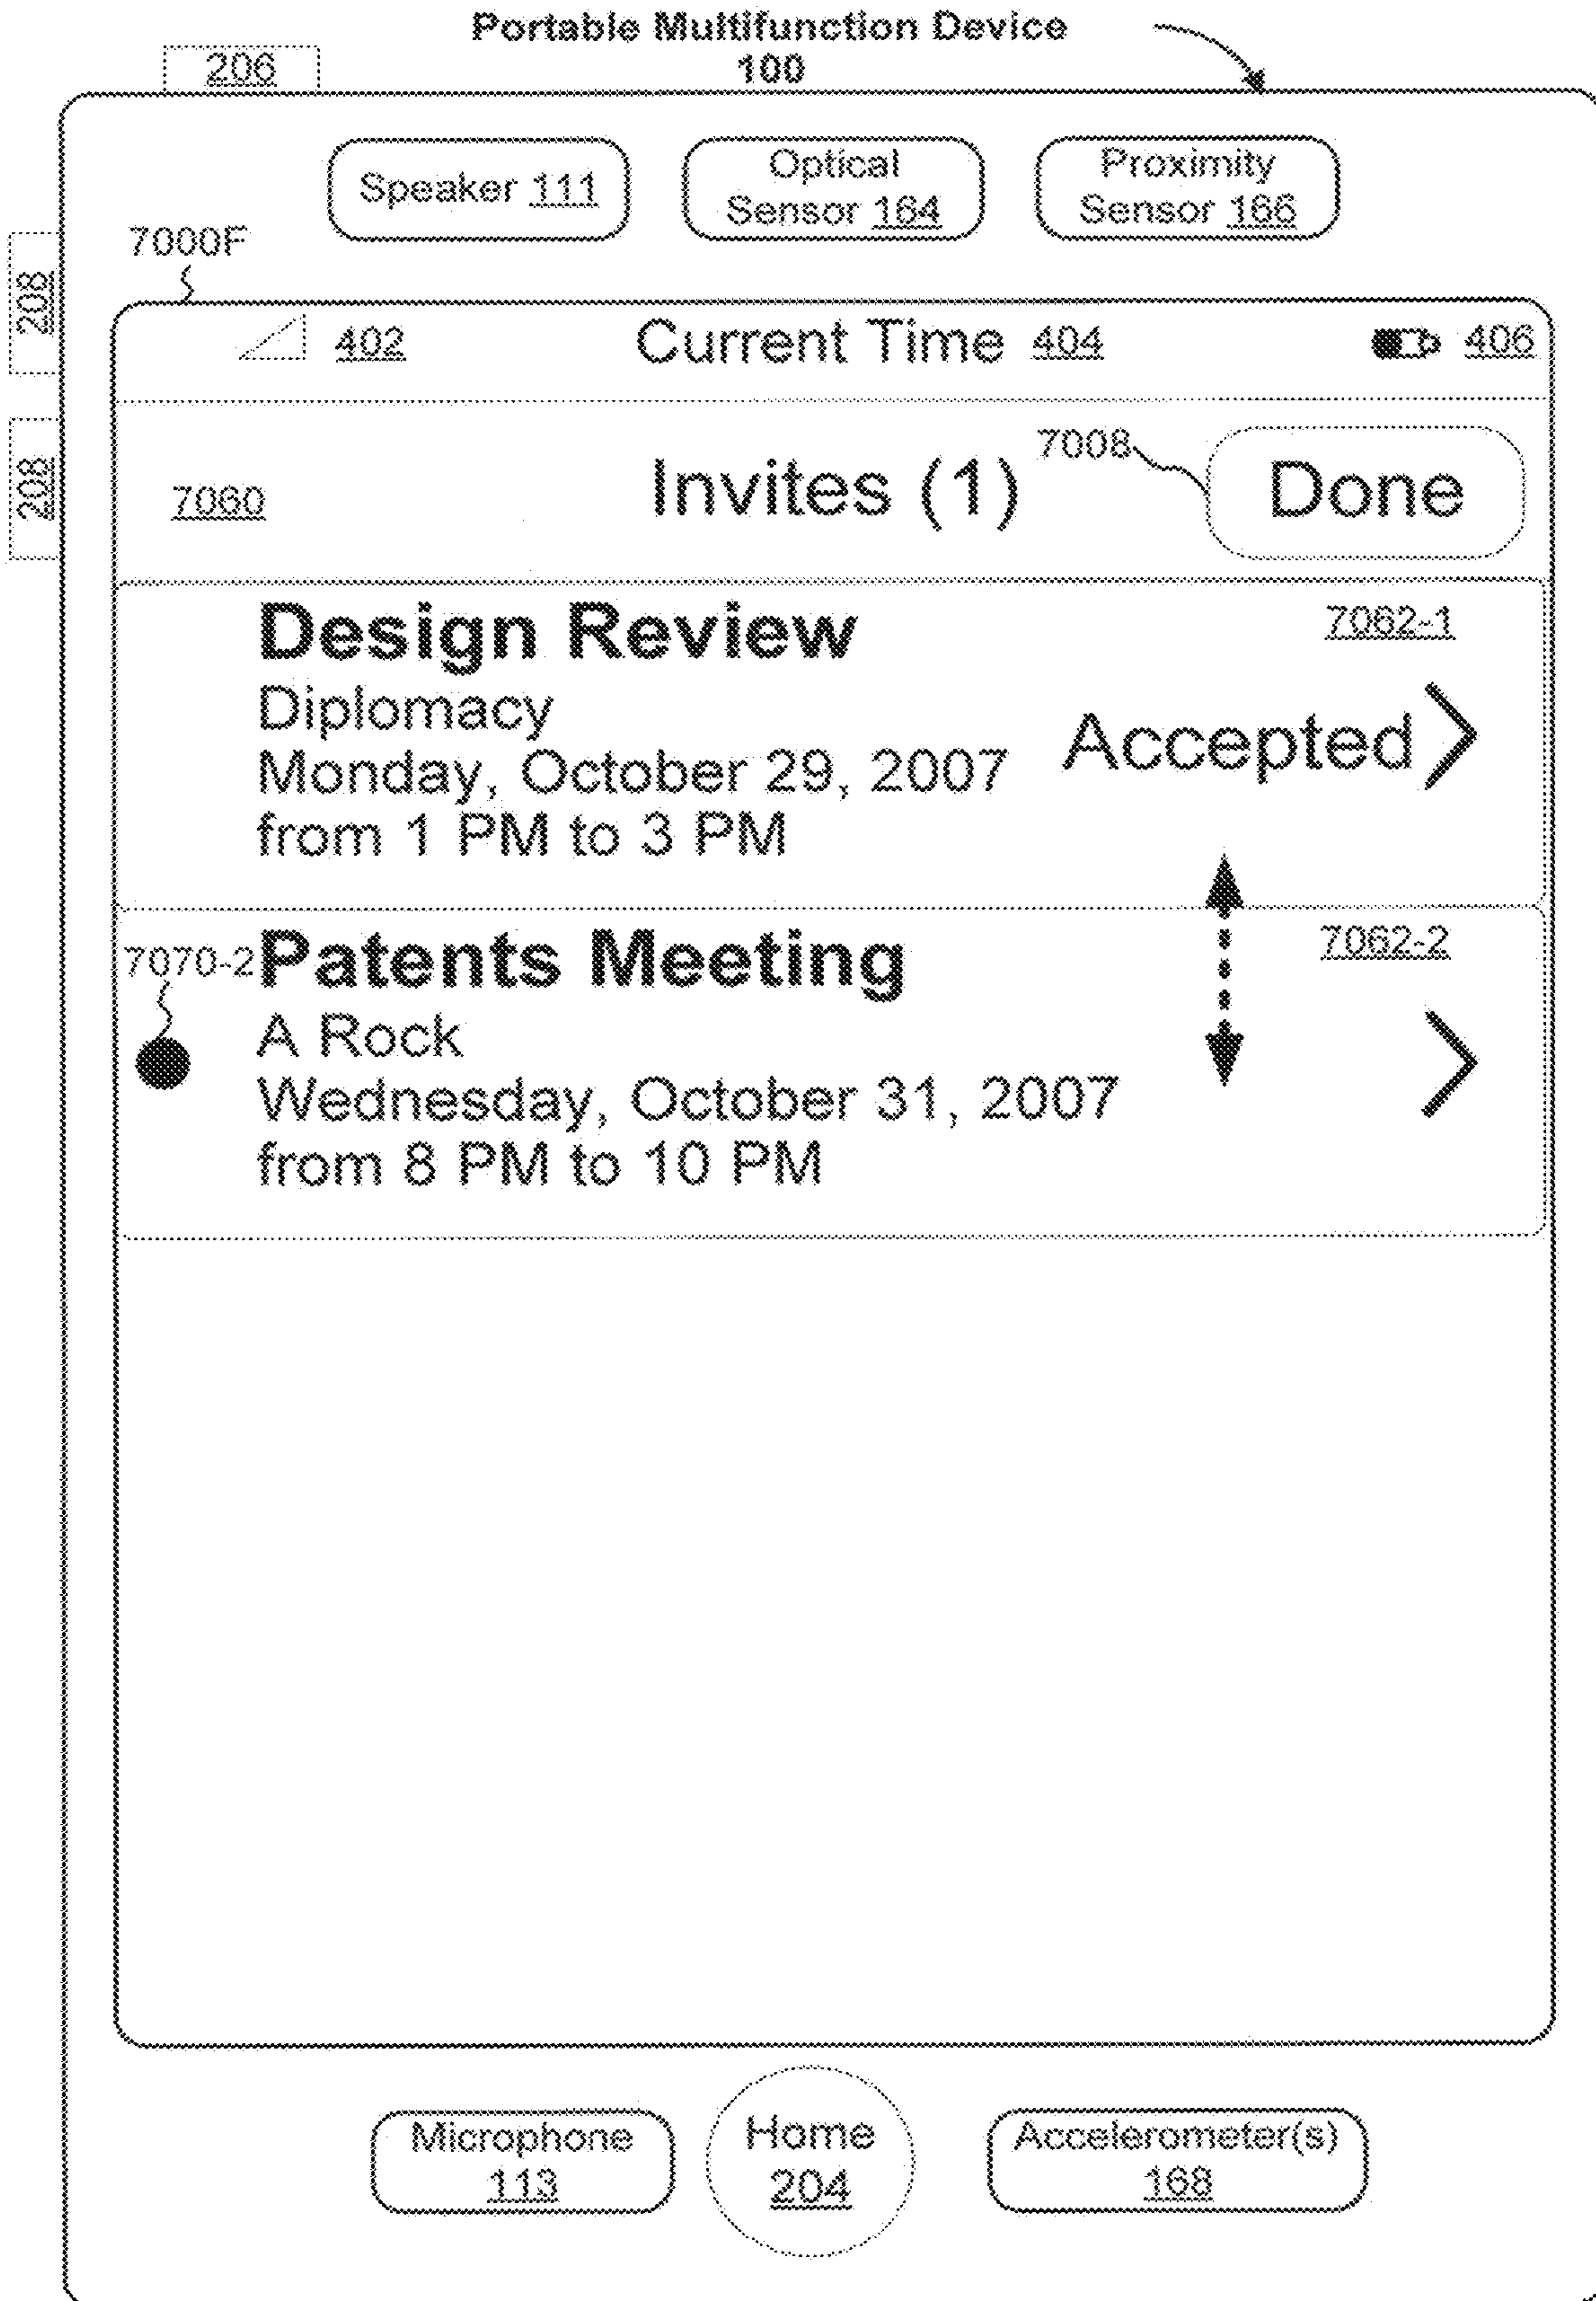 Portable Multifunction Device
100
206
Speaker 111
Optical
Sensor 164
Proximity
Sensor 166
208
7000F
402
Current Time 404
406
208
7060
Invites (1)
7008
Done
Design Review
7062-1
Diplomacy
Accepted
Monday, October 29, 2007
from 1 PM to 3 PM
7070-2
Patents Meeting
7062-2
A Rock
Wednesday, October 31, 2007
from 8 PM to 10 PM
Microphone
113
Home
204
Accelerometer(s)
168